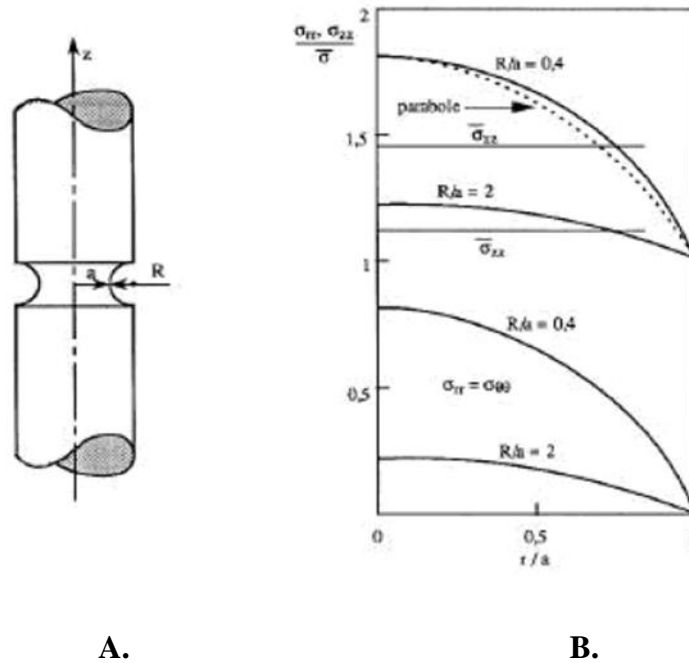 z
a
R
A.
σrr, σzz
σ̄
2
1,5
1
0,5
0
0,5
r / a
R/a = 0,4
parabole
σ̄zz
R/a = 2
σ̄zz
R/a = 0,4
σrr = σθθ
R/a = 2
B.